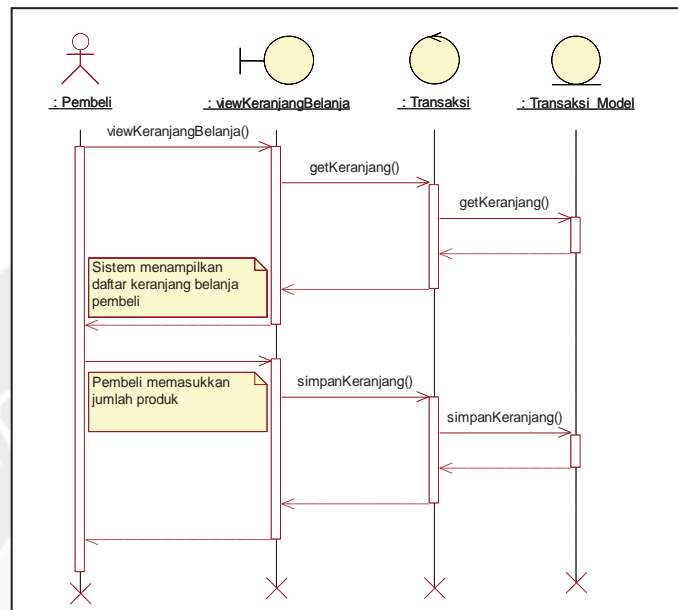 : Pembeli
: viewKeranjangBelanja
: Transaksi
: Transaksi_Model
viewKeranjangBelanja()
getKeranjang()
getKeranjang()
Sistem menampilkan
daftar keranjang belanja
pembeli
Pembeli memasukkan
jumlah produk
simpanKeranjang()
simpanKeranjang()